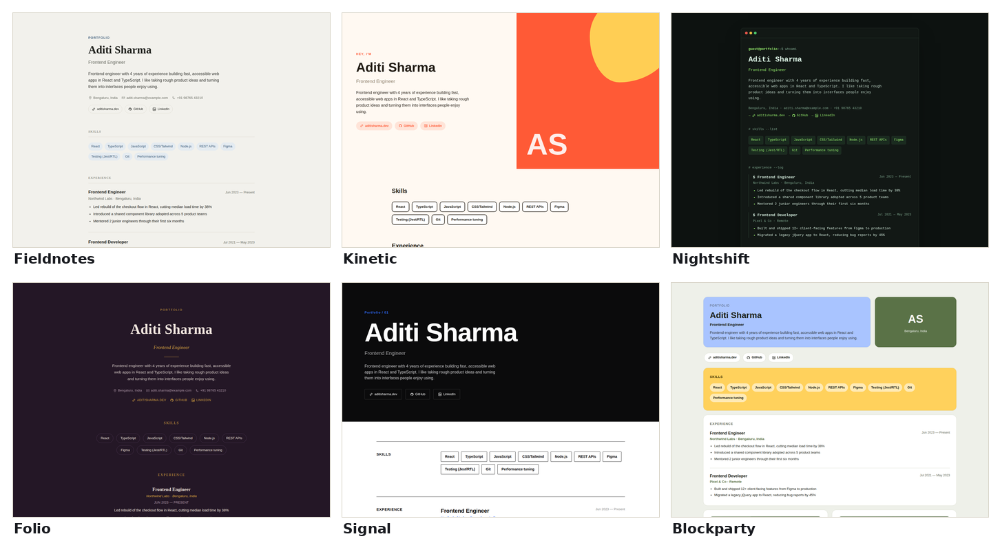 PORTFOLIO
Aditi Sharma
Frontend Engineer
Frontend engineer with 4 years of experience building fast, accessible web
apps in React and TypeScript. I like taking rough product ideas and turning
them into interfaces people enjoy using.
Bengaluru, India aditi.sharma@example.com +91 98765 43210
aditisharma.dev GitHub LinkedIn
SKILLS
React TypeScript JavaScript CSS/Tailwind Node.js REST APIs Figma
Testing (Jest/RTL) Git Performance tuning
EXPERIENCE
Frontend Engineer Jun 2023 — Present
Northwind Labs · Bengaluru, India
• Led rebuild of the checkout flow in React, cutting median load time by 38%
• Introduced a shared component library adopted across 5 product teams
• Mentored 2 junior engineers through their first six months
Frontend Developer Jul 2021 — May 2023
Fieldnotes
HEY, I'M
Aditi Sharma
Frontend Engineer
Frontend engineer with 4 years of experience building fast,
accessible web apps in React and TypeScript. I like taking rough
product ideas and turning them into interfaces people enjoy
using.
aditisharma.dev GitHub LinkedIn
AS
Skills
React TypeScript JavaScript CSS/Tailwind Node.js REST APIs Figma
Testing (Jest/RTL) Git Performance tuning
Experience
Kinetic
guest@portfolio:~$ whoami
Aditi Sharma
Frontend Engineer
Frontend engineer with 4 years of experience building fast,
accessible web apps in React and TypeScript. I like taking rough
product ideas and turning them into interfaces people enjoy
using.
Bengaluru, India · aditi.sharma@example.com · +91 98765 43210
→ aditisharma.dev → GitHub → LinkedIn
# skills --list
React TypeScript JavaScript CSS/Tailwind Node.js REST APIs Figma
Testing (Jest/RTL) Git Performance tuning
# experience --log
$ Frontend Engineer Jun 2023 — Present
Northwind Labs · Bengaluru, India
• Led rebuild of the checkout flow in React, cutting median load time by 38%
• Introduced a shared component library adopted across 5 product teams
• Mentored 2 junior engineers through their first six months
$ Frontend Developer Jul 2021 — May 2023
Pixel & Co · Remote
• Built and shipped 12+ client-facing features from Figma to production
• Migrated a legacy jQuery app to React, reducing bug reports by 45%
Nightshift
PORTFOLIO
Aditi Sharma
Frontend Engineer
Frontend engineer with 4 years of experience building fast, accessible
web apps in React and TypeScript. I like taking rough product ideas
and turning them into interfaces people enjoy using.
Bengaluru, India aditi.sharma@example.com +91 98765 43210
ADITISHARMA.DEV GITHUB LINKEDIN
SKILLS
React TypeScript JavaScript CSS/Tailwind Node.js REST APIs
Figma Testing (Jest/RTL) Git Performance tuning
EXPERIENCE
Frontend Engineer
Northwind Labs · Bengaluru, India
JUN 2023 — PRESENT
Led rebuild of the checkout flow in React, cutting median load time by 38%
Folio
Portfolio / 01
Aditi Sharma
Frontend Engineer
Frontend engineer with 4 years of experience building fast, accessible web
apps in React and TypeScript. I like taking rough product ideas and turning
them into interfaces people enjoy using.
aditisharma.dev GitHub LinkedIn
SKILLS
React TypeScript JavaScript CSS/Tailwind Node.js REST APIs Figma
Testing (Jest/RTL) Git Performance tuning
EXPERIENCE
Frontend Engineer Jun 2023 — Present
Signal
PORTFOLIO
Aditi Sharma
Frontend Engineer
Frontend engineer with 4 years of experience building fast, accessible web apps in React and
TypeScript. I like taking rough product ideas and turning them into interfaces people enjoy using.
AS
Bengaluru, India
aditisharma.dev GitHub LinkedIn
SKILLS
React TypeScript JavaScript CSS/Tailwind Node.js REST APIs Figma Testing (Jest/RTL) Git
Performance tuning
EXPERIENCE
Frontend Engineer Jun 2023 — Present
Northwind Labs · Bengaluru, India
• Led rebuild of the checkout flow in React, cutting median load time by 38%
• Introduced a shared component library adopted across 5 product teams
• Mentored 2 junior engineers through their first six months
Frontend Developer Jul 2021 — May 2023
Pixel & Co · Remote
• Built and shipped 12+ client-facing features from Figma to production
• Migrated a legacy jQuery app to React, reducing bug reports by 45%
Blockparty